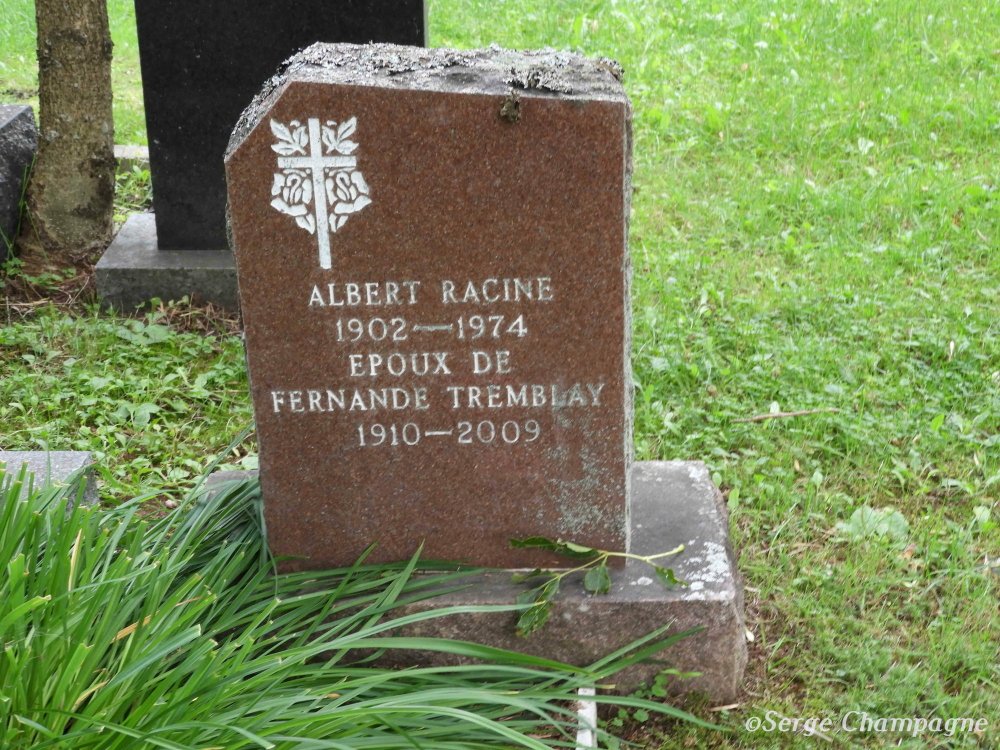 ALBERT RACINE
1902—1974
EPOUX DE
FERNANDE TREMBLAY
1910—2009
©Serge Champagne